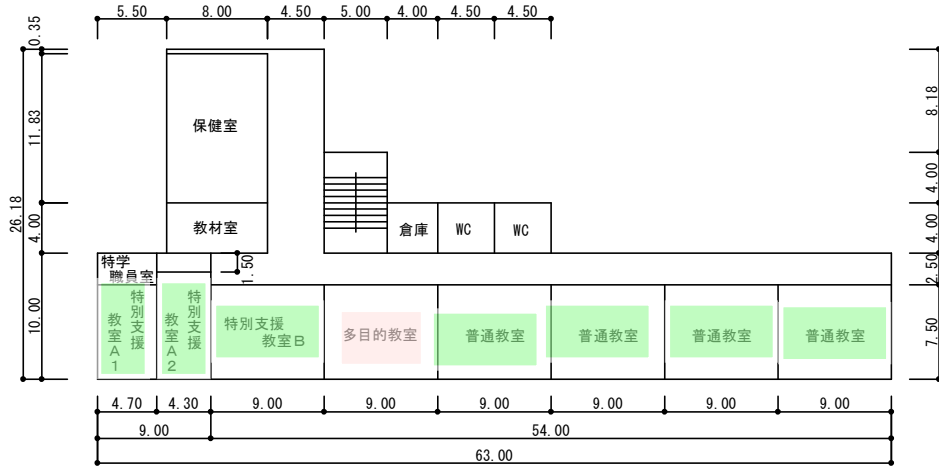 5.50 8.00 4.50 5.00 4.00 4.50 4.50
0.35
11.83
4.00
10.00
26.18
8.18
4.00
4.00
2.50
7.50
保健室
教材室
倉庫
WC
WC
1.50
特学
職員室
特別支援
教室A1
特別支援
教室A2
特別支援
教室B
多目的教室
普通教室
普通教室
普通教室
普通教室
4.70 4.30 9.00 9.00 9.00 9.00 9.00 9.00
9.00 54.00
63.00